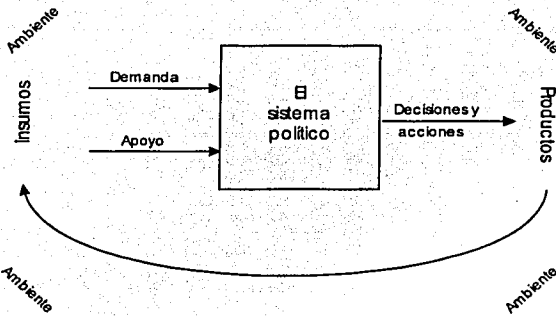 Ambiente
Ambiente
Insumos
Demanda
Apoyo
El
sistema
político
Decisiones y
acciones
Productos
Ambiente
Ambiente